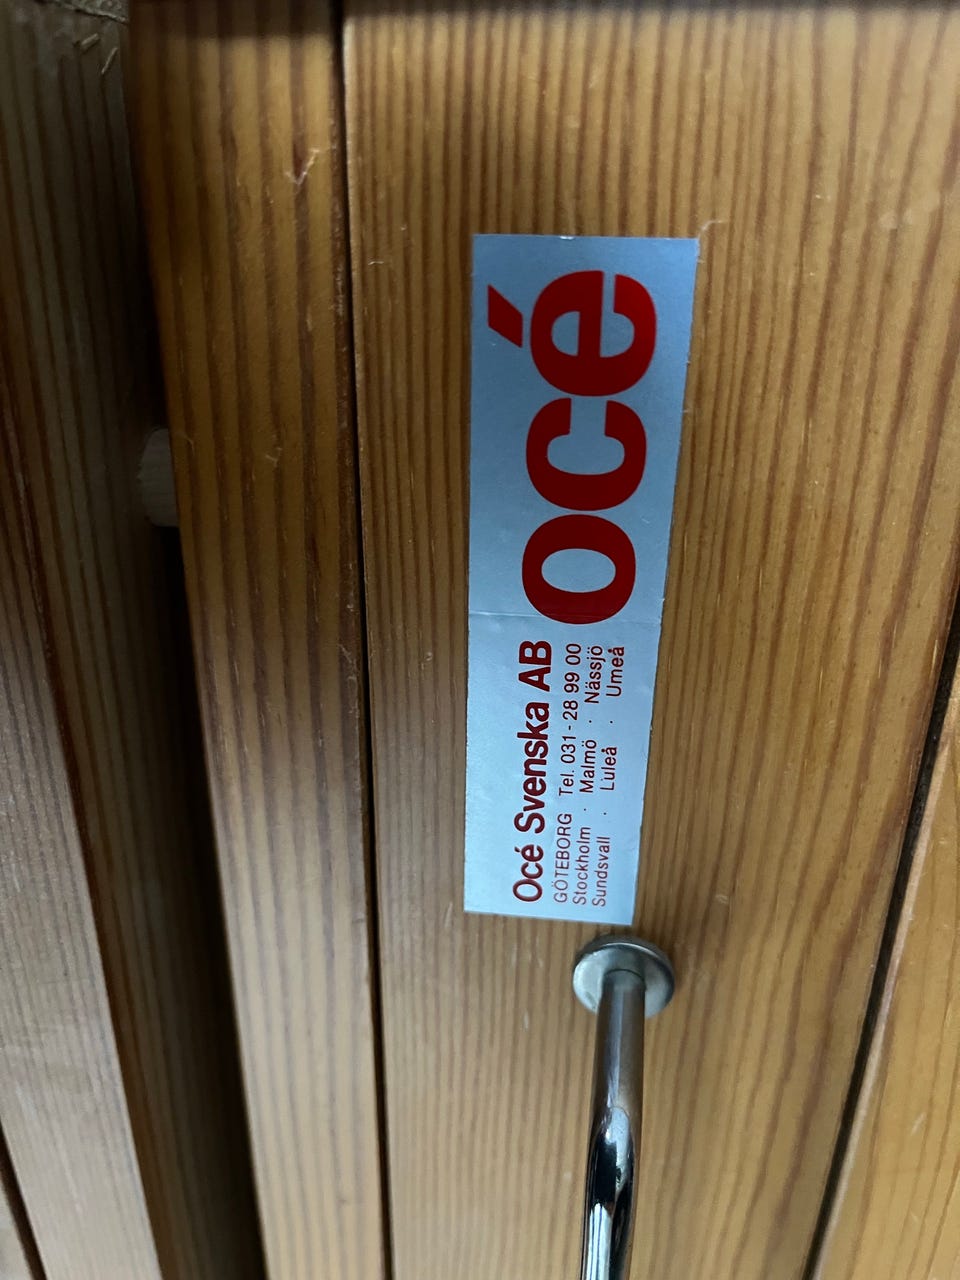 Océ Svenska AB
GÖTEBORG Tel. 031-28 99 00
Stockholm · Malmö · Nässjö
Sundsvall · Luleå · Umeå
océ